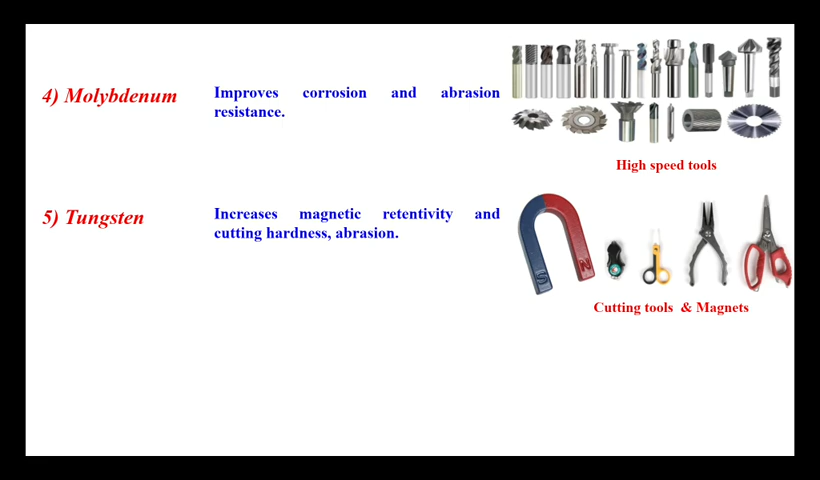 4) Molybdenum
Improves corrosion and abrasion
resistance.
High speed tools
5) Tungsten
Increases magnetic retentivity and
cutting hardness, abrasion.
S
N
Cutting tools & Magnets